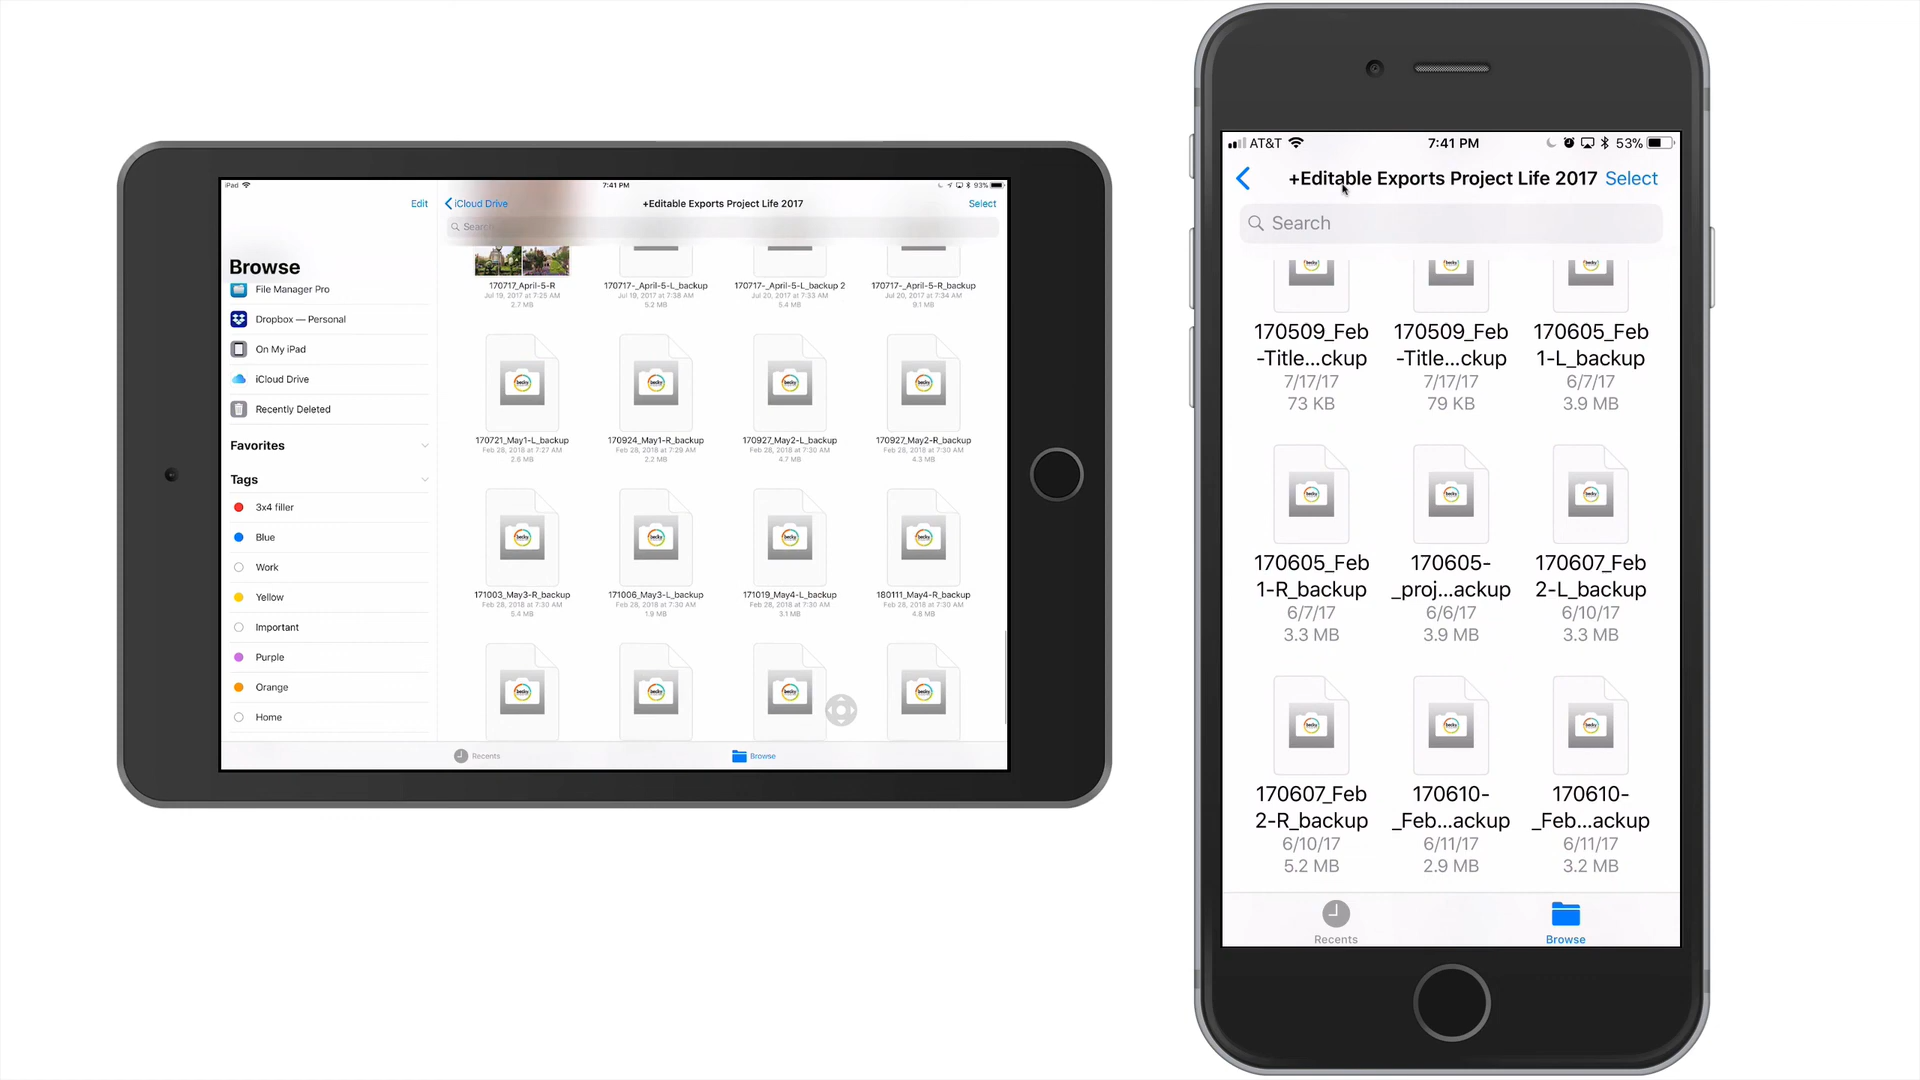 iPad
7:41 PM
93%
Edit
iCloud Drive
+Editable Exports Project Life 2017
Select
Search
Browse
File Manager Pro
Dropbox — Personal
On My iPad
iCloud Drive
Recently Deleted
Favorites
Tags
3x4 filler
Blue
Work
Yellow
Important
Purple
Orange
Home
170717_April-5-R
Jul 19, 2017 at 7:25 AM
2.7 MB
170717-_April-5-L_backup
Jul 19, 2017 at 7:38 AM
5.2 MB
170717-_April-5-L_backup 2
Jul 20, 2017 at 7:33 AM
5.4 MB
170717-_April-5-R_backup
Jul 20, 2017 at 7:34 AM
9.1 MB
170721_May1-L_backup
Feb 28, 2018 at 7:27 AM
2.6 MB
170924_May1-R_backup
Feb 28, 2018 at 7:29 AM
2.2 MB
170927_May2-L_backup
Feb 28, 2018 at 7:30 AM
4.7 MB
170927_May2-R_backup
Feb 28, 2018 at 7:30 AM
4.3 MB
171003_May3-R_backup
Feb 28, 2018 at 7:30 AM
5.4 MB
171006_May3-L_backup
Feb 28, 2018 at 7:30 AM
1.9 MB
171019_May4-L_backup
Feb 28, 2018 at 7:30 AM
3.1 MB
180111_May4-R_backup
Feb 28, 2018 at 7:30 AM
4.8 MB
Recents
Browse
AT&T
7:41 PM
53%
+Editable Exports Project Life 2017
Select
Search
170509_Feb
-Title...ckup
7/17/17
73 KB
170509_Feb
-Title...ckup
7/17/17
79 KB
170605_Feb
1-L_backup
6/7/17
3.9 MB
170605_Feb
1-R_backup
6/7/17
3.3 MB
170605-
_proj...ackup
6/6/17
3.9 MB
170607_Feb
2-L_backup
6/10/17
3.3 MB
170607_Feb
2-R_backup
6/10/17
5.2 MB
170610-
_Feb...ackup
6/11/17
2.9 MB
170610-
_Feb...ackup
6/11/17
3.2 MB
Recents
Browse